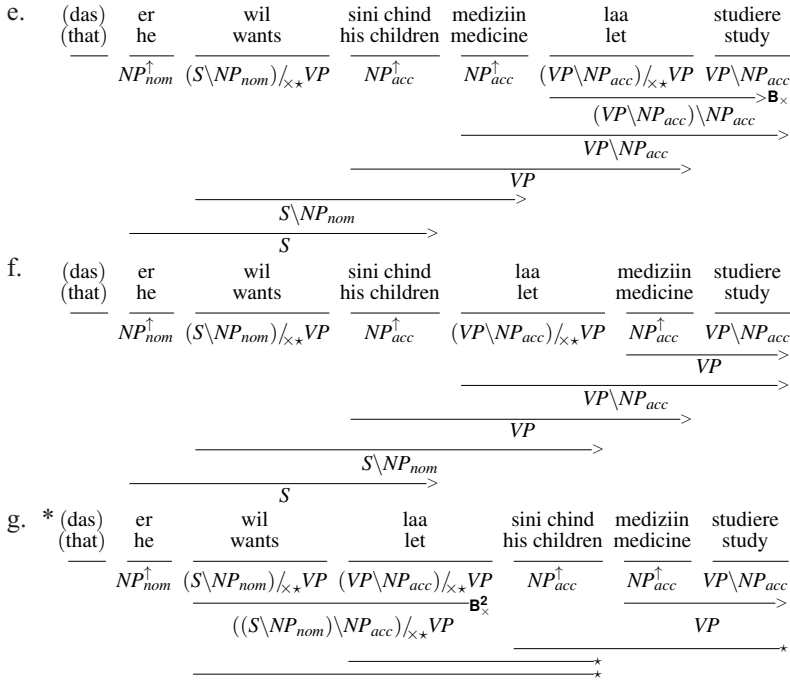 e. (das) er wil sini chind mediziin laa studiere
(that) he wants his children medicine let study
NP↑nom (S\NPnom)/×⋆VP NP↑acc NP↑acc (VP\NPacc)/×⋆VP VP\NPacc
>B×
(VP\NPacc)\NPacc
>
VP\NPacc
>
VP
>
S\NPnom
>
S
f. (das) er wil sini chind laa mediziin studiere
(that) he wants his children let medicine study
NP↑nom (S\NPnom)/×⋆VP NP↑acc (VP\NPacc)/×⋆VP NP↑acc VP\NPacc
>
VP
>
VP\NPacc
>
VP
>
S\NPnom
>
S
g. * (das) er wil laa sini chind mediziin studiere
(that) he wants let his children medicine study
NP↑nom (S\NPnom)/×⋆VP (VP\NPacc)/×⋆VP NP↑acc NP↑acc VP\NPacc
B²× >
((S\NPnom)\NPacc)/×⋆VP VP
⋆
⋆
⋆